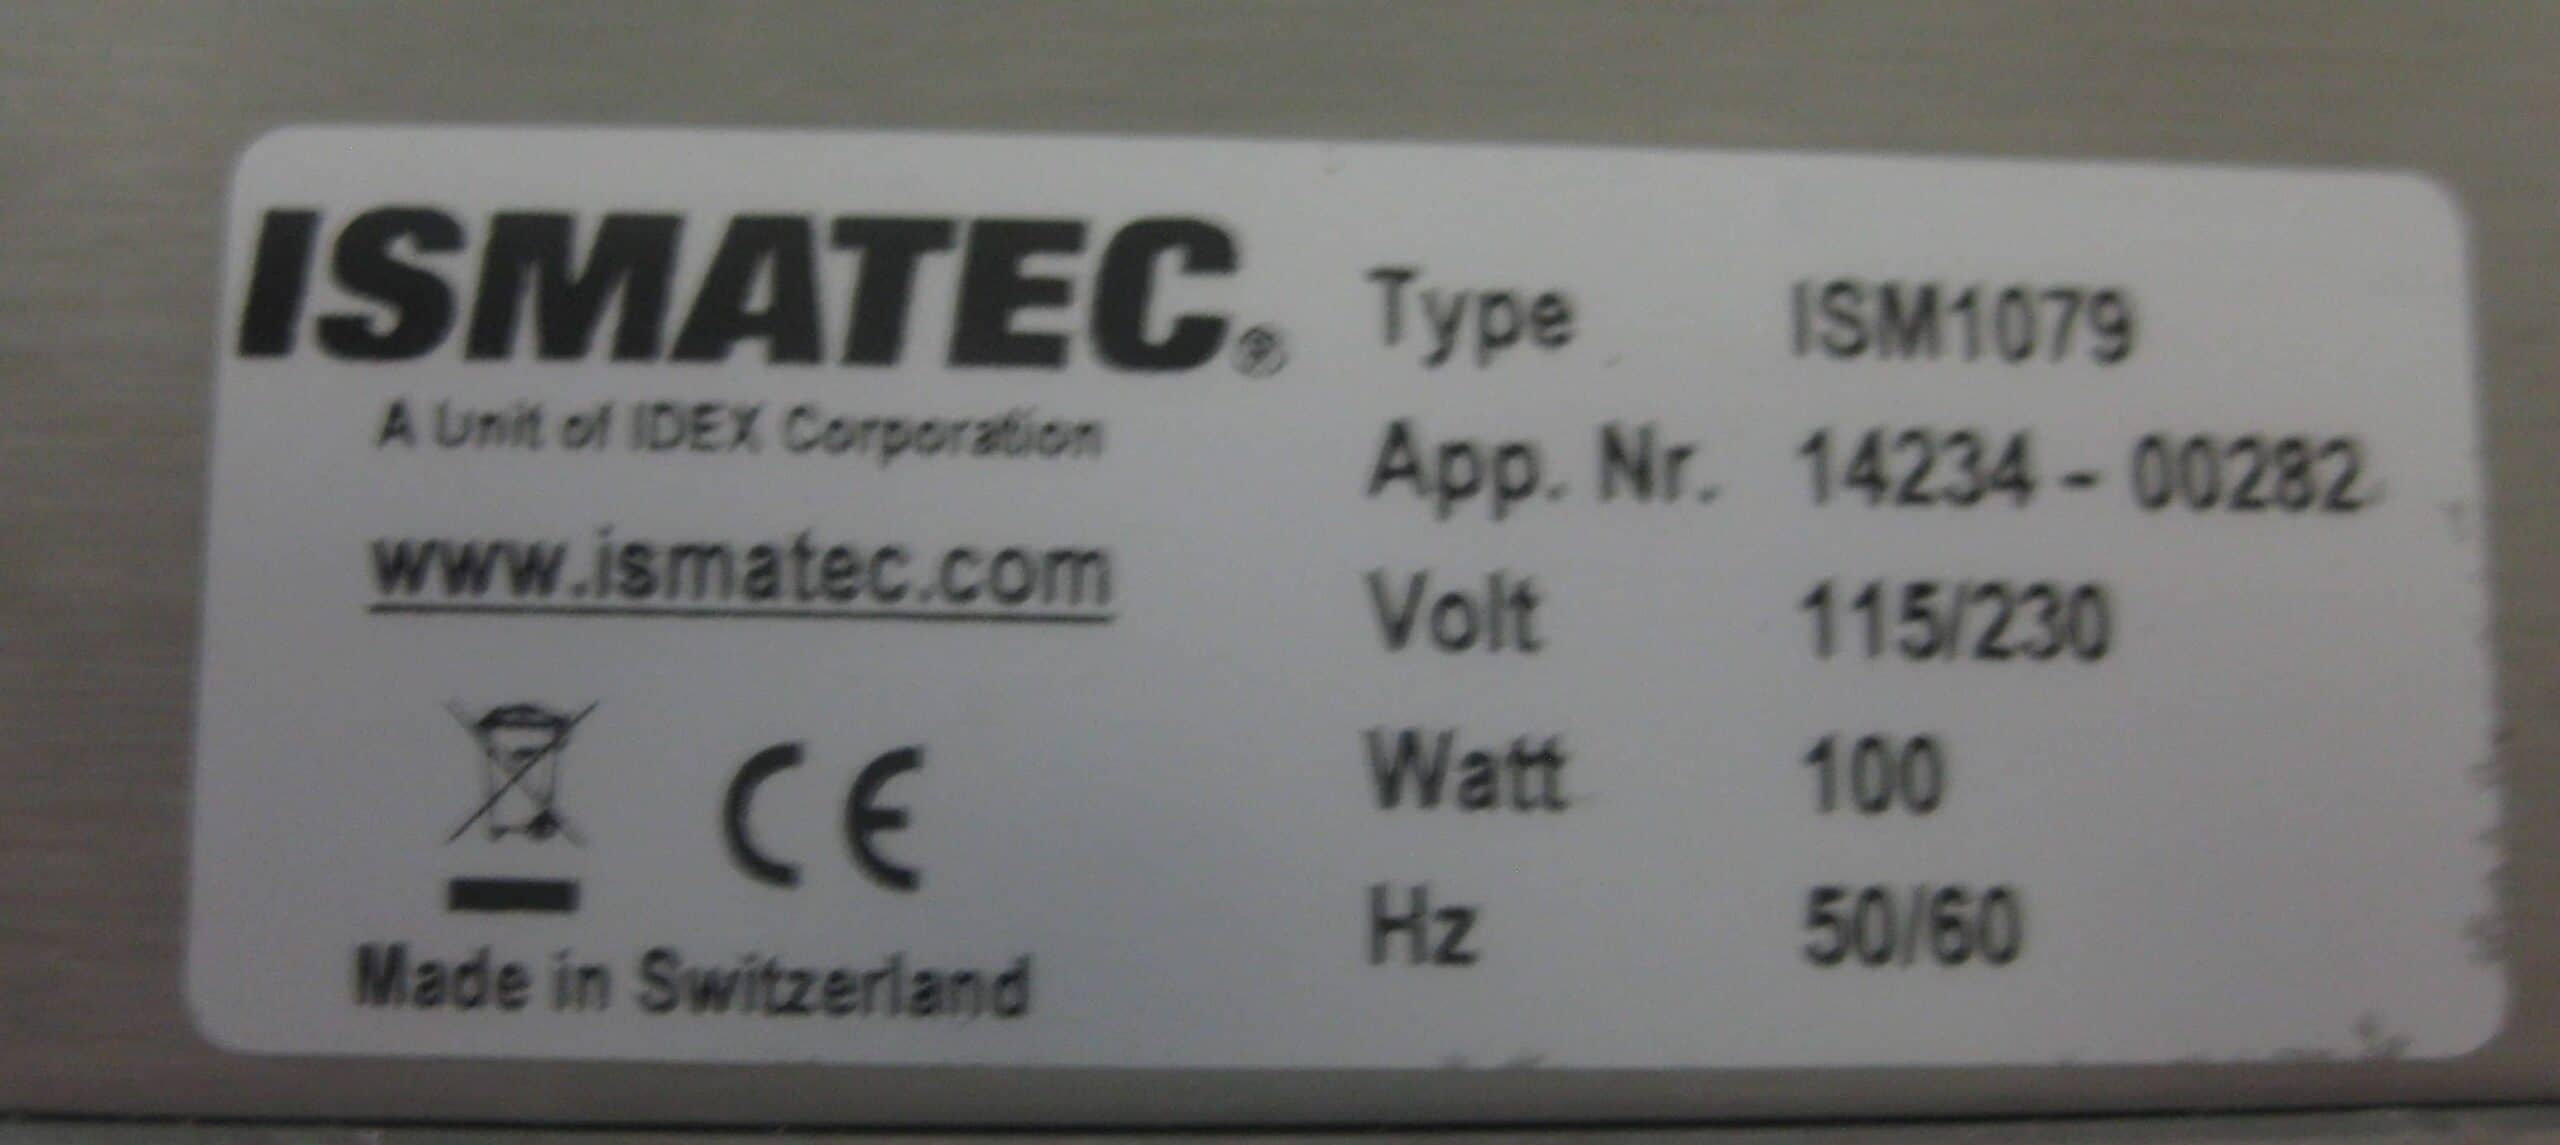 ISMATEC®
A Unit of IDEX Corporation
www.ismatec.com
CE
Made in Switzerland
Type ISM1079
App. Nr. 14234 - 00282
Volt 115/230
Watt 100
Hz 50/60